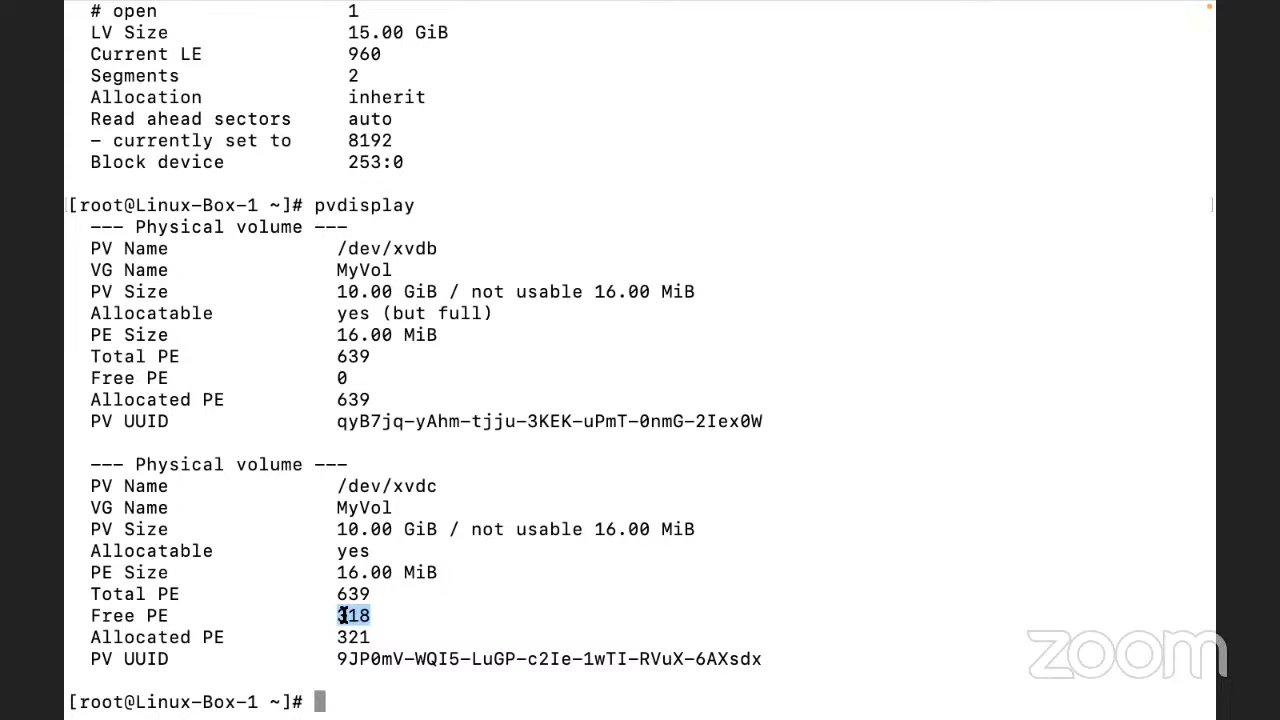 # open                 1
LV Size                15.00 GiB
Current LE             960
Segments               2
Allocation             inherit
Read ahead sectors     auto
- currently set to     8192
Block device           253:0
[root@Linux-Box-1 ~]# pvdisplay
--- Physical volume ---
PV Name               /dev/xvdb
VG Name               MyVol
PV Size               10.00 GiB / not usable 16.00 MiB
Allocatable           yes (but full)
PE Size               16.00 MiB
Total PE              639
Free PE               0
Allocated PE          639
PV UUID               qyB7jq-yAhm-tjju-3KEK-uPmT-0nmG-2Iex0W
--- Physical volume ---
PV Name               /dev/xvdc
VG Name               MyVol
PV Size               10.00 GiB / not usable 16.00 MiB
Allocatable           yes
PE Size               16.00 MiB
Total PE              639
Free PE               318
Allocated PE          321
PV UUID               9JP0mV-WQI5-LuGP-c2Ie-1wTI-RVuX-6AXsdx
[root@Linux-Box-1 ~]#
zoom